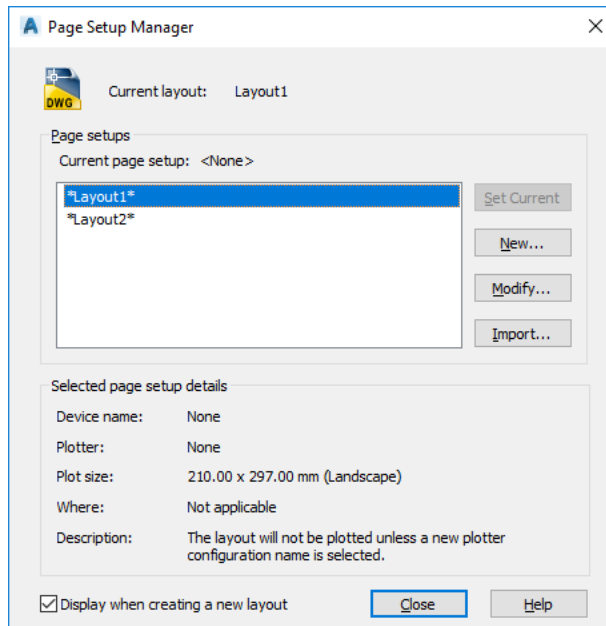 Page Setup Manager
DWG
Current layout: Layout1
Page setups
Current page setup: <None>
*Layout1*
*Layout2*
Set Current
New...
Modify...
Import...
Selected page setup details
Device name: None
Plotter: None
Plot size: 210.00 x 297.00 mm (Landscape)
Where: Not applicable
Description: The layout will not be plotted unless a new plotter
configuration name is selected.
Display when creating a new layout
Close
Help